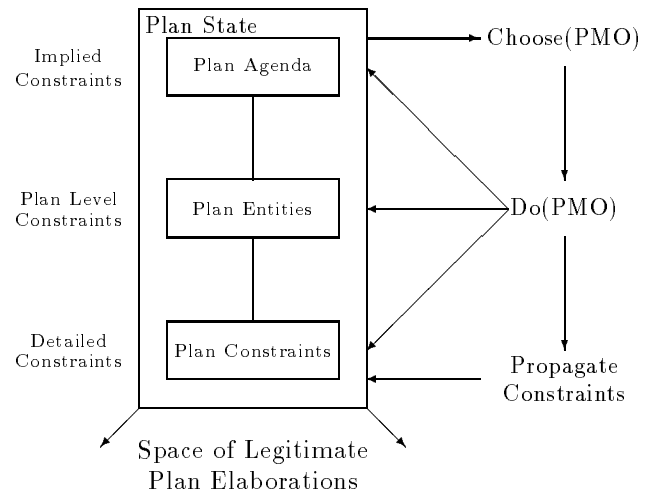 Plan State
Implied
Constraints
Plan Agenda
Choose(PMO)
Plan Level
Constraints
Plan Entities
Do(PMO)
Detailed
Constraints
Plan Constraints
Propagate
Constraints
Space of Legitimate
Plan Elaborations